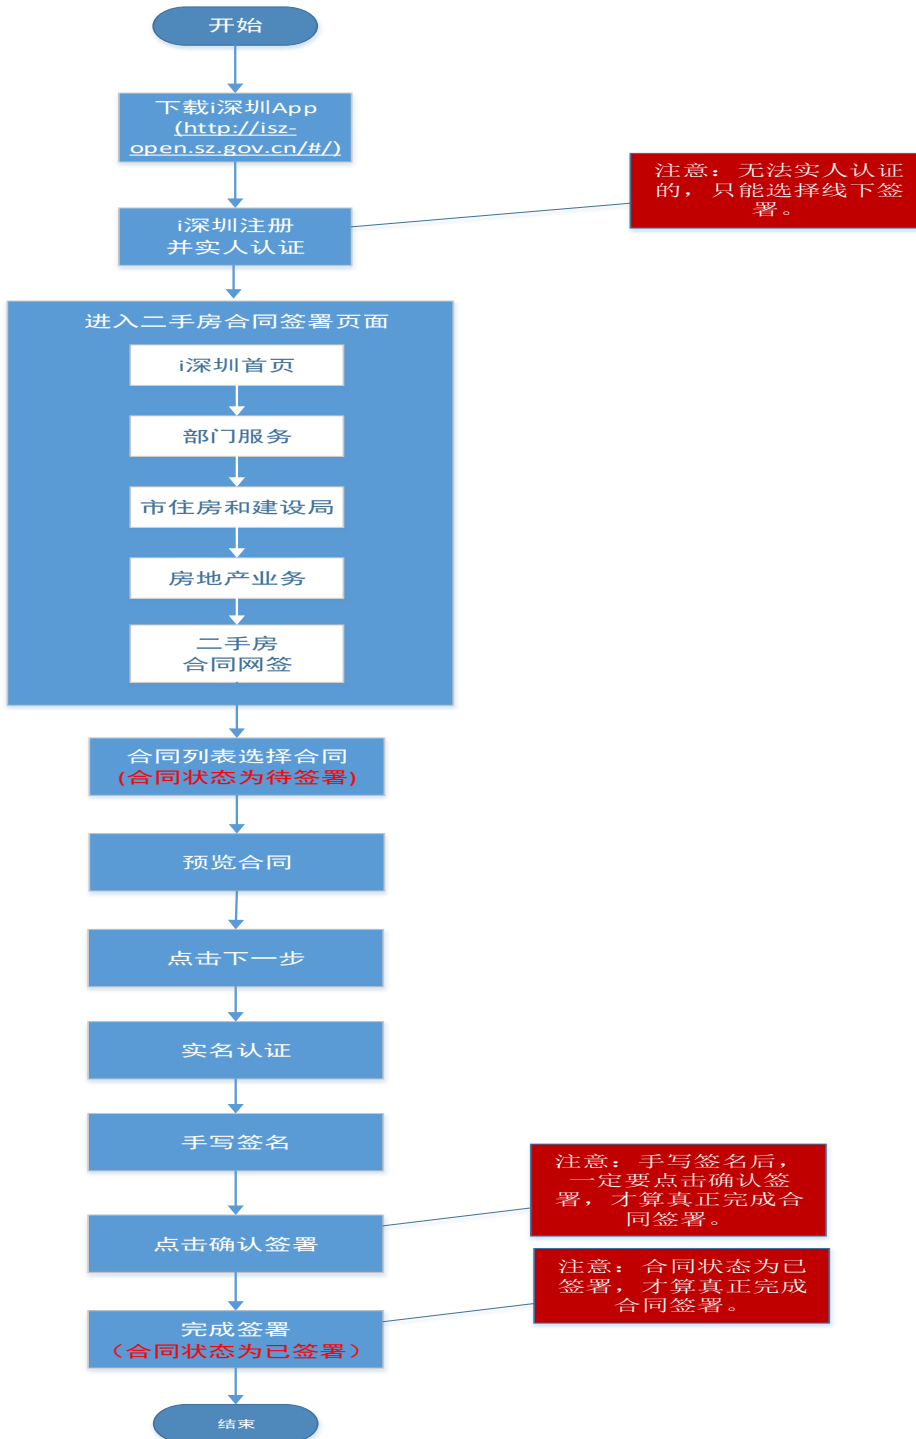 开始
下载i深圳App
(http://isz-
open.sz.gov.cn/#/)
注意：无法实人认证
的，只能选择线下签
署。
i深圳注册
并实人认证
进入二手房合同签署页面
i深圳首页
部门服务
市住房和建设局
房地产业务
二手房
合同网签
合同列表选择合同
(合同状态为待签署)
预览合同
点击下一步
实名认证
手写签名
注意：手写签名后，
一定要点击确认签
署，才算真正完成合
同签署。
点击确认签署
注意：合同状态为已
签署，才算真正完成
合同签署。
完成签署
（合同状态为已签署）
结束